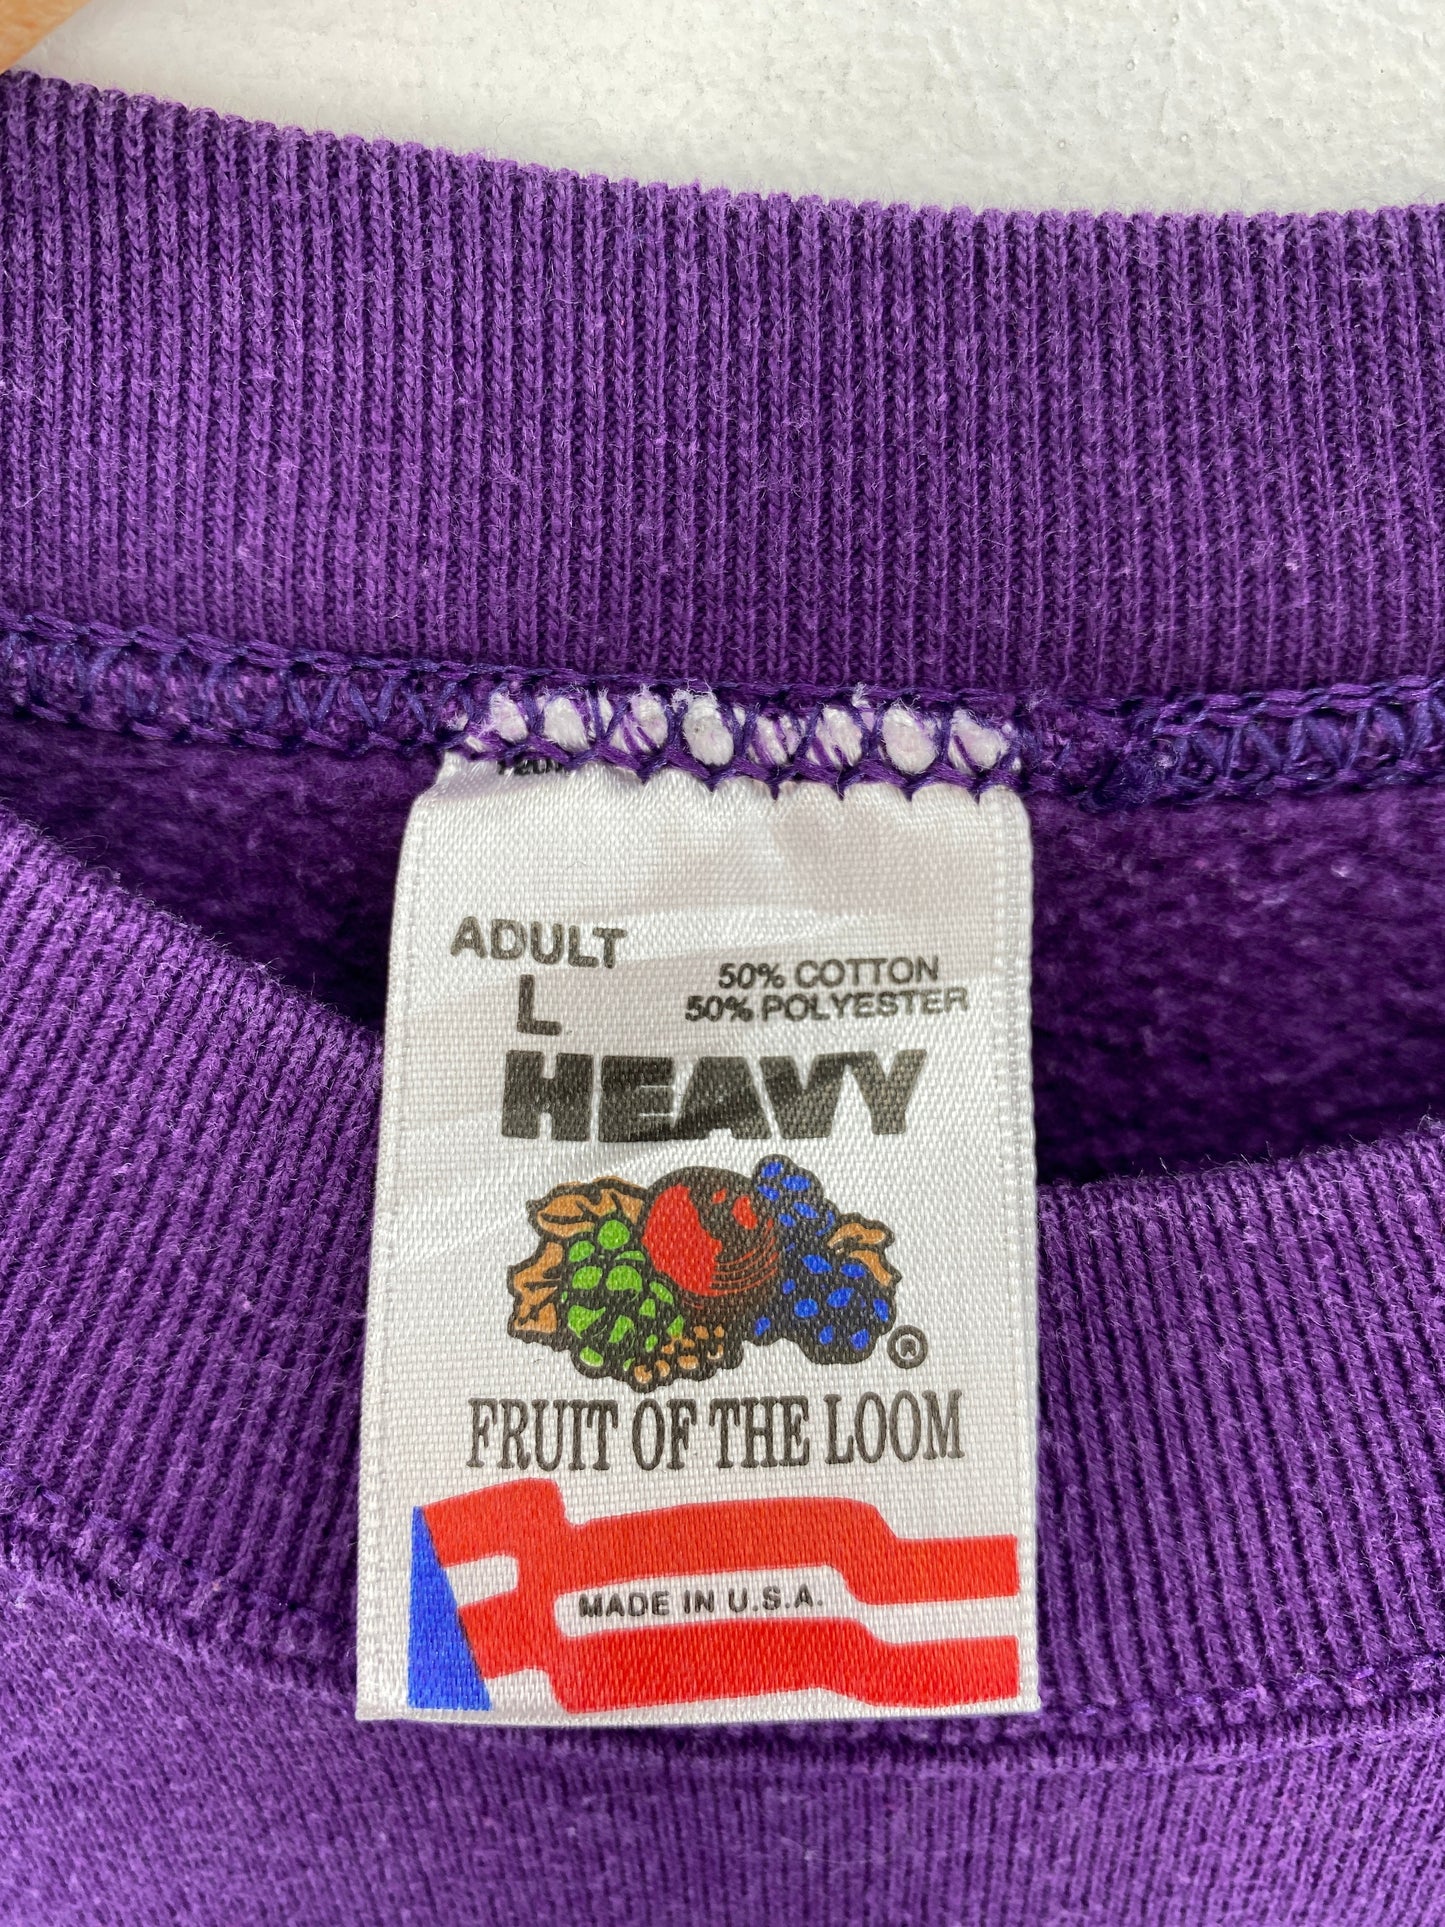 ADULT
L
50% COTTON
50% POLYESTER
HEAVY
®
FRUIT OF THE LOOM
MADE IN U.S.A.